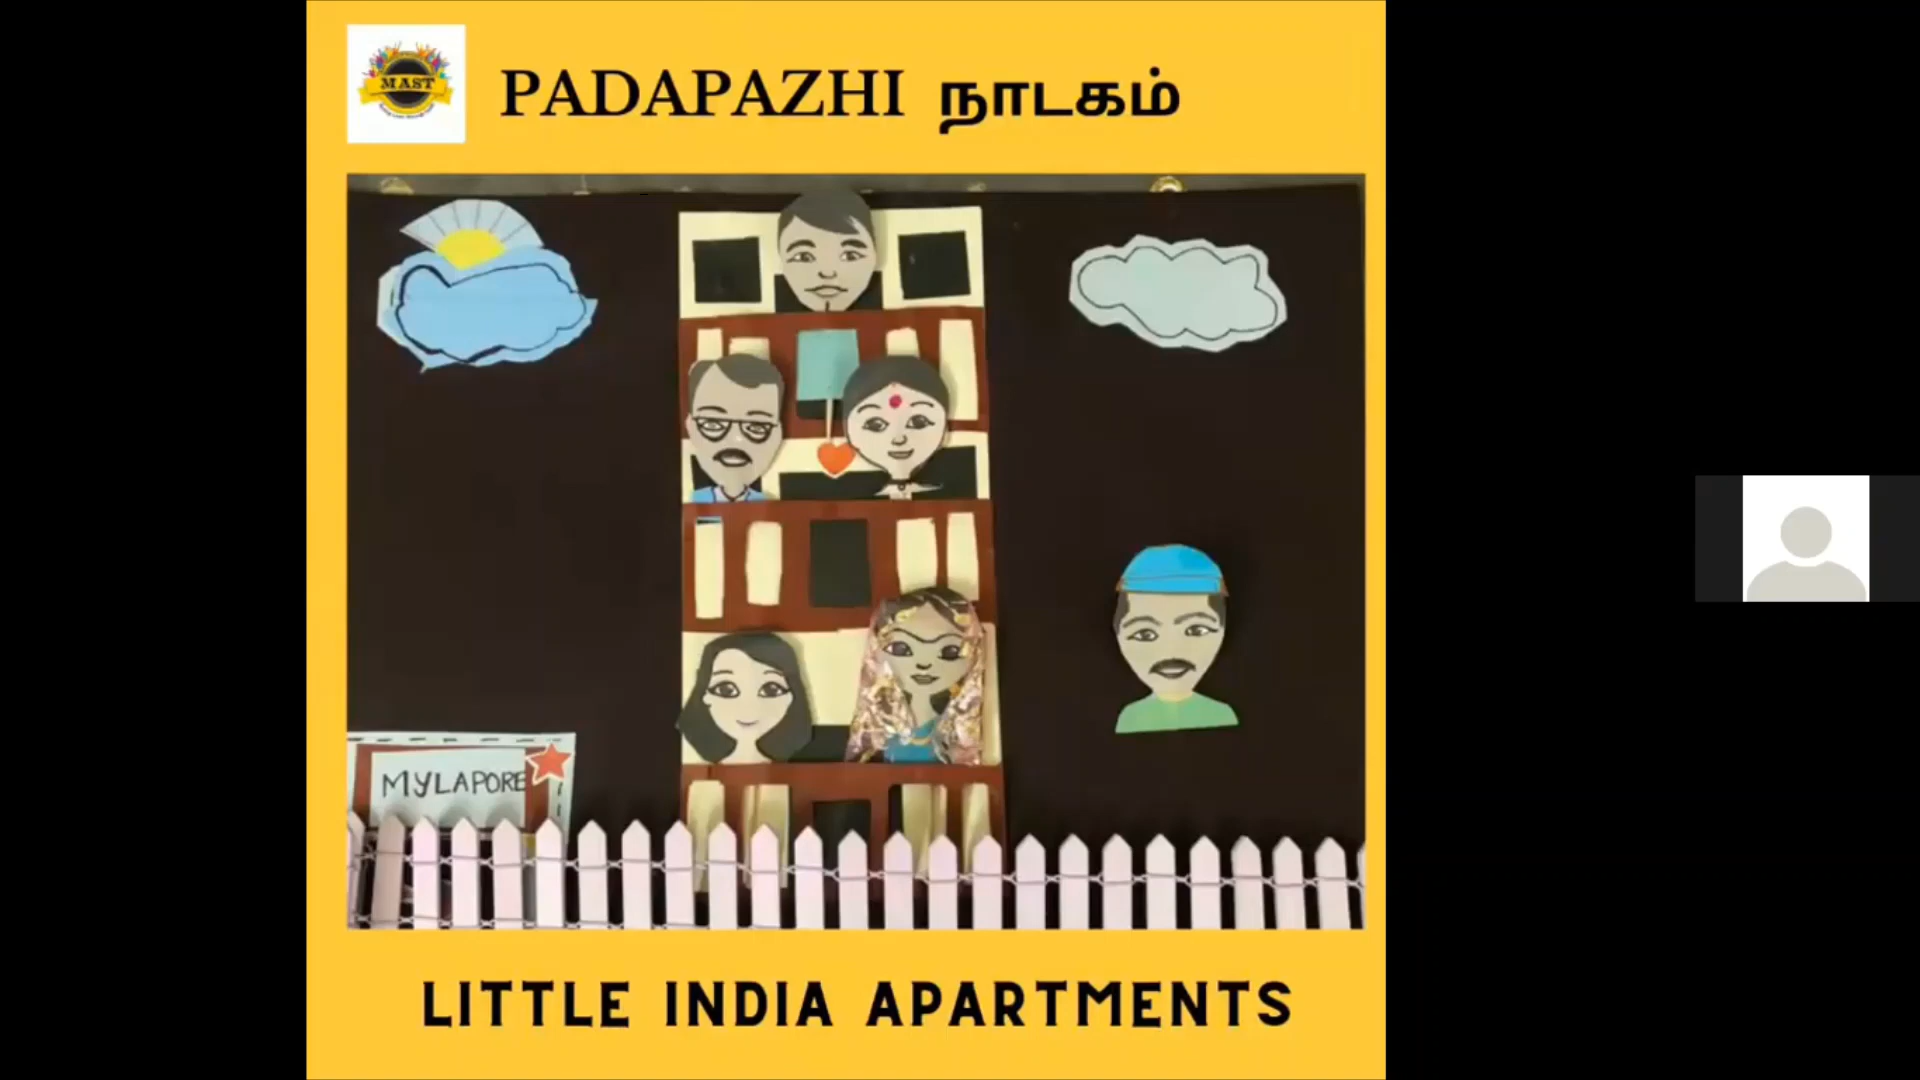 MAST
PADAPAZHI நாடகம்
MYLAPORE
LITTLE INDIA APARTMENTS